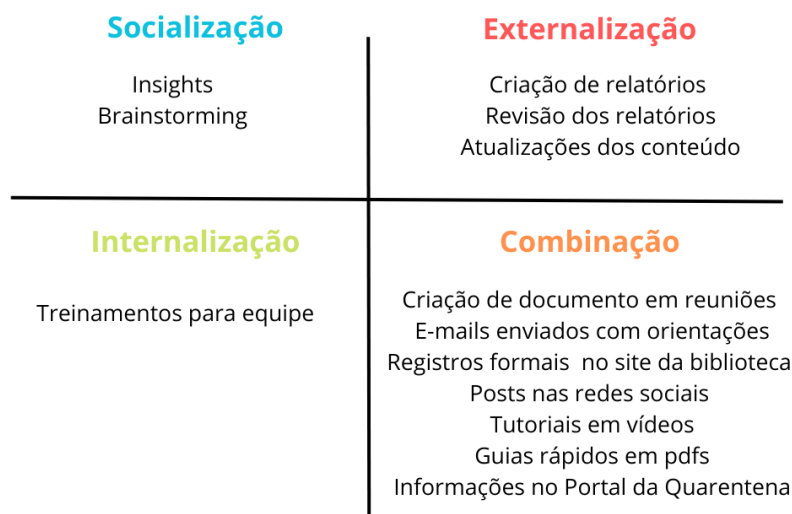 Socialização
Insights
Brainstorming
Externalização
Criação de relatórios
Revisão dos relatórios
Atualizações dos conteúdo
Internalização
Treinamentos para equipe
Combinação
Criação de documento em reuniões
E-mails enviados com orientações
Registros formais no site da biblioteca
Posts nas redes sociais
Tutoriais em vídeos
Guias rápidos em pdfs
Informações no Portal da Quarentena